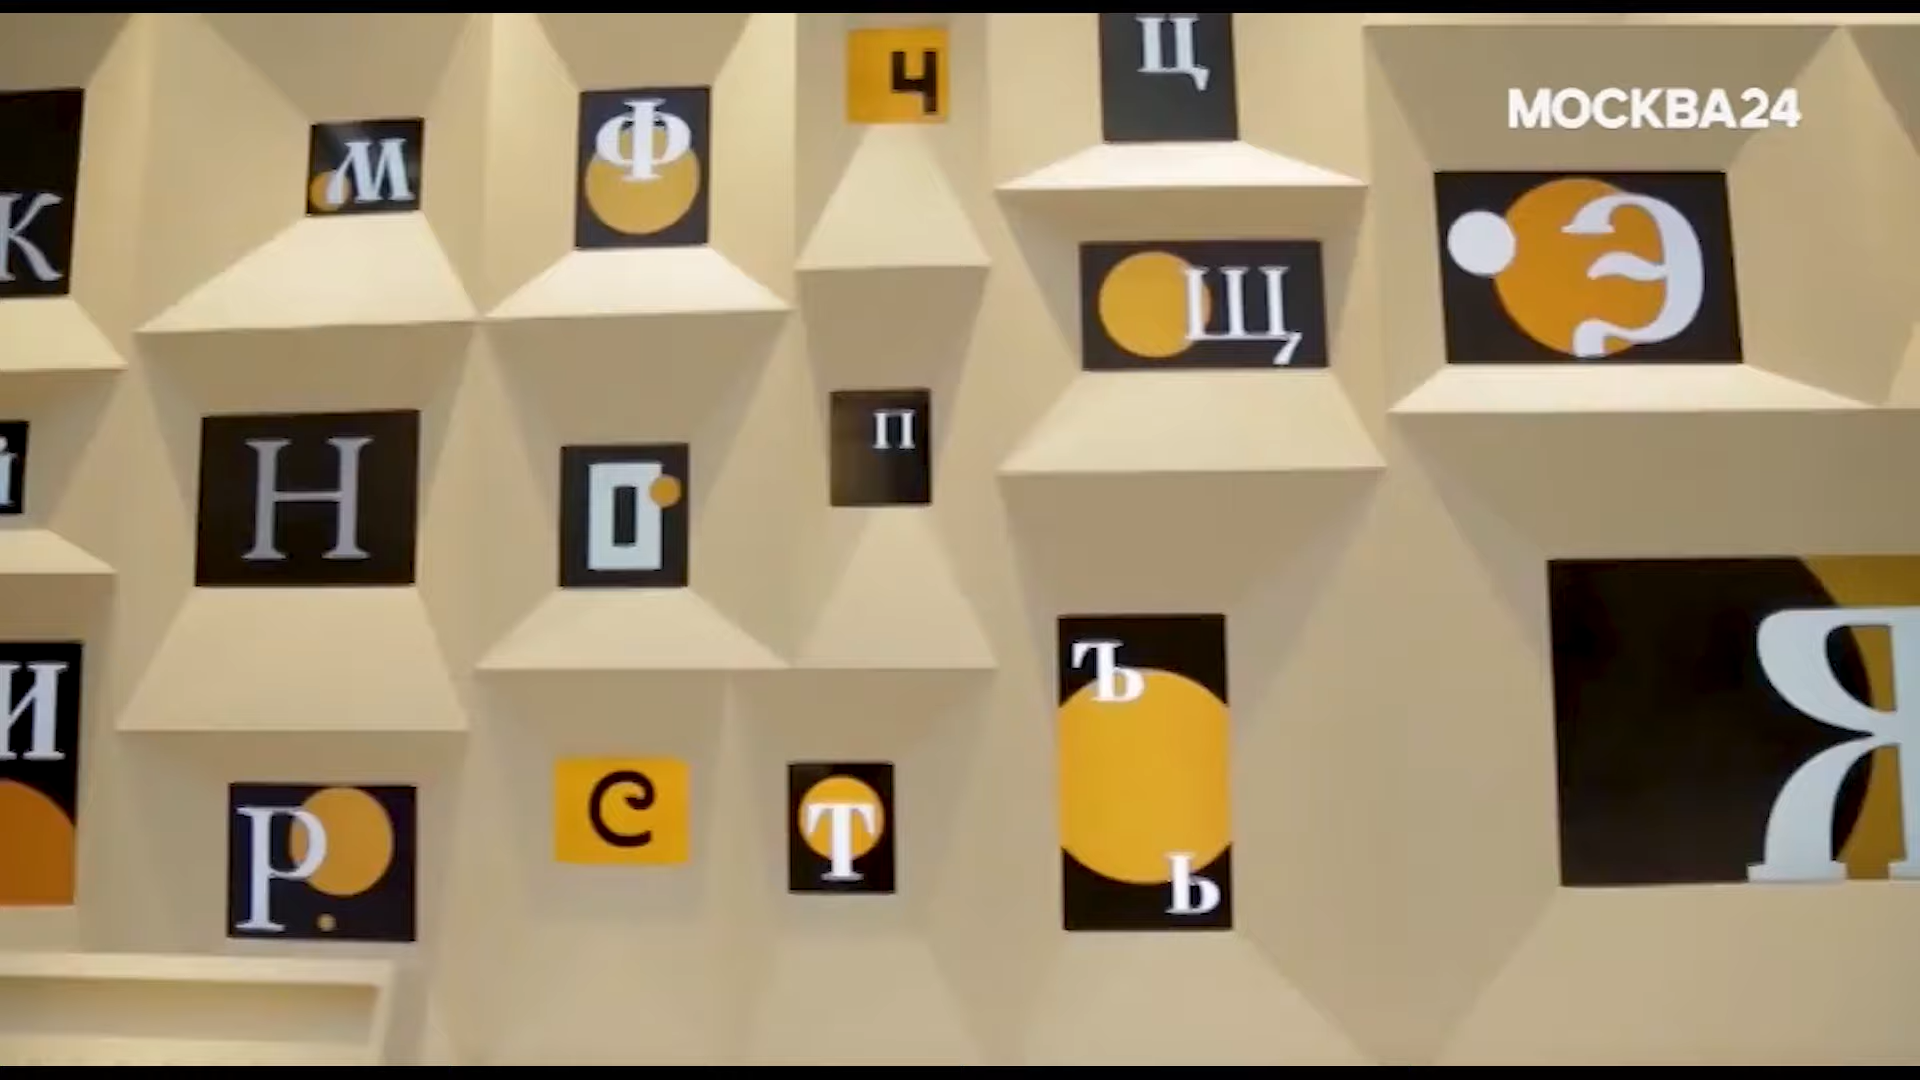 Ц
Ч
МОСКВА24
М
Ф
К
Щ
Э
П
Й
Н
О
Ъ
И
Я
Р
С
Т
Ь